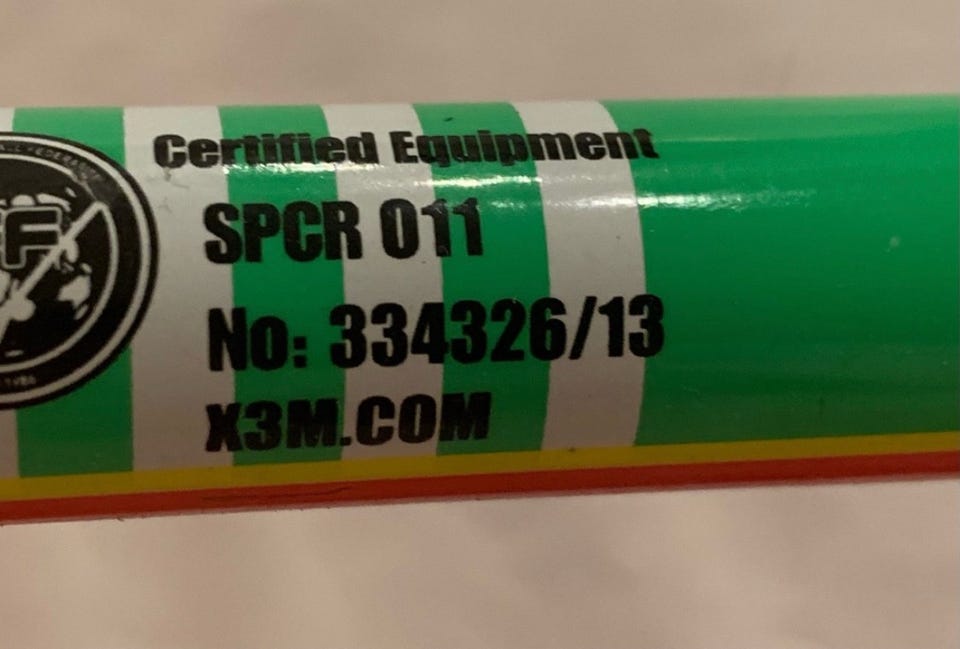 Certified Equipment
SPCR 011
No: 334326/13
X3M.COM